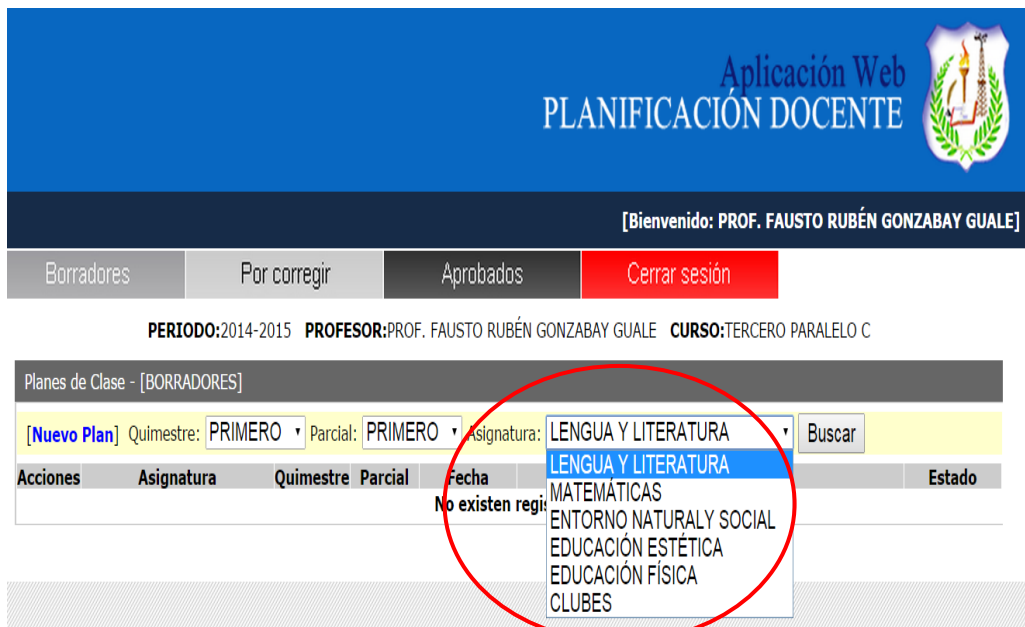 Aplicación Web
PLANIFICACIÓN DOCENTE
[Bienvenido: PROF. FAUSTO RUBÉN GONZABAY GUALE]
Borradores Por corregir Aprobados Cerrar sesión
PERIODO:2014-2015 PROFESOR:PROF. FAUSTO RUBÉN GONZABAY GUALE CURSO:TERCERO PARALELO C
Planes de Clase - [BORRADORES]
[Nuevo Plan] Quimestre: PRIMERO Parcial: PRIMERO Asignatura: LENGUA Y LITERATURA Buscar
Acciones Asignatura Quimestre Parcial Fecha Estado
No existen regis
LENGUA Y LITERATURA
MATEMÁTICAS
ENTORNO NATURALY SOCIAL
EDUCACIÓN ESTÉTICA
EDUCACIÓN FÍSICA
CLUBES